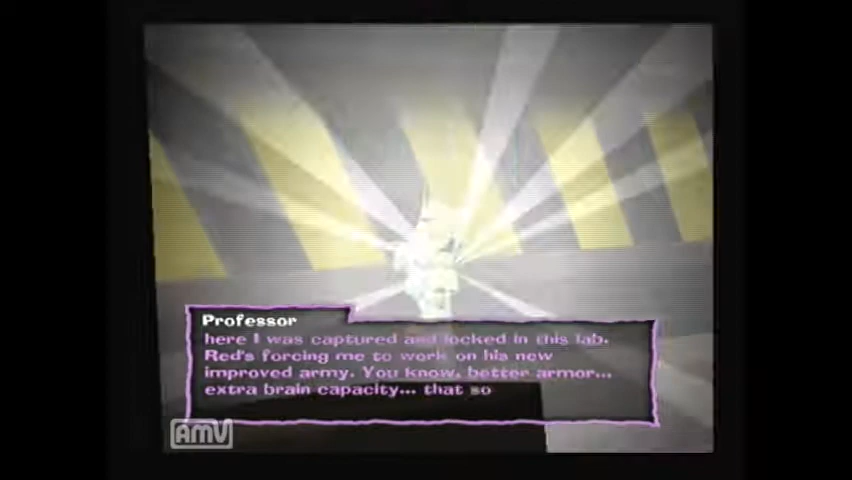 Professor
here I was captured and locked in this lab.
Red's forcing me to work on his new
improved army. You know, better armor...
extra brain capacity... that so
AMV